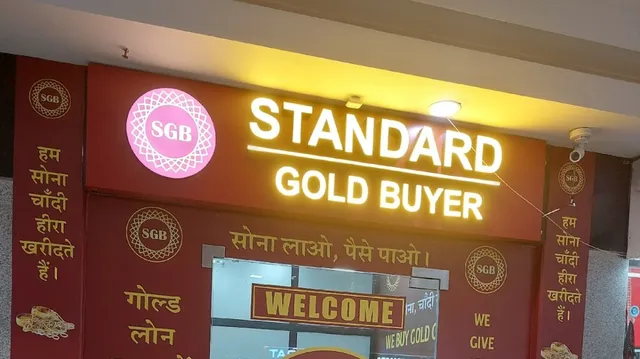 SGB
STANDARD
GOLD BUYER
SGB
हम
सोना
चाँदी
हीरा
खरीदते
हैं।
SGB
सोना लाओ, पैसे पाओ।
गोल्ड
लोन
WELCOME
SGB
WE
GIVE
ना, चाँदी
WE BUY GOLD
SGB
हम
सोना
चाँदी
हीरा
खरीदते
हैं।